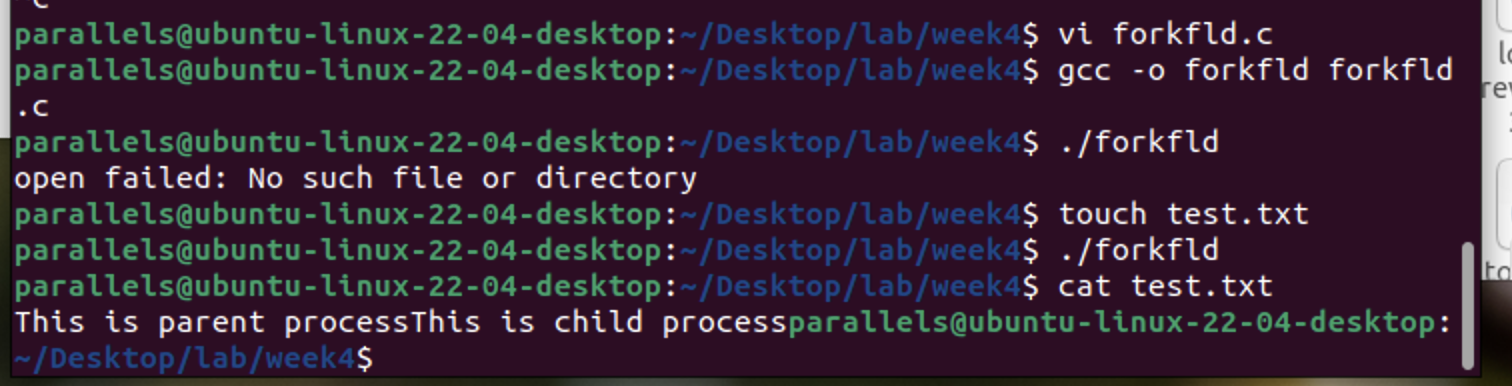 parallels@ubuntu-linux-22-04-desktop:~/Desktop/lab/week4$ vi forkfld.c
parallels@ubuntu-linux-22-04-desktop:~/Desktop/lab/week4$ gcc -o forkfld forkfld
.c
parallels@ubuntu-linux-22-04-desktop:~/Desktop/lab/week4$ ./forkfld
open failed: No such file or directory
parallels@ubuntu-linux-22-04-desktop:~/Desktop/lab/week4$ touch test.txt
parallels@ubuntu-linux-22-04-desktop:~/Desktop/lab/week4$ ./forkfld
parallels@ubuntu-linux-22-04-desktop:~/Desktop/lab/week4$ cat test.txt
This is parent processThis is child processparallels@ubuntu-linux-22-04-desktop:
~/Desktop/lab/week4$